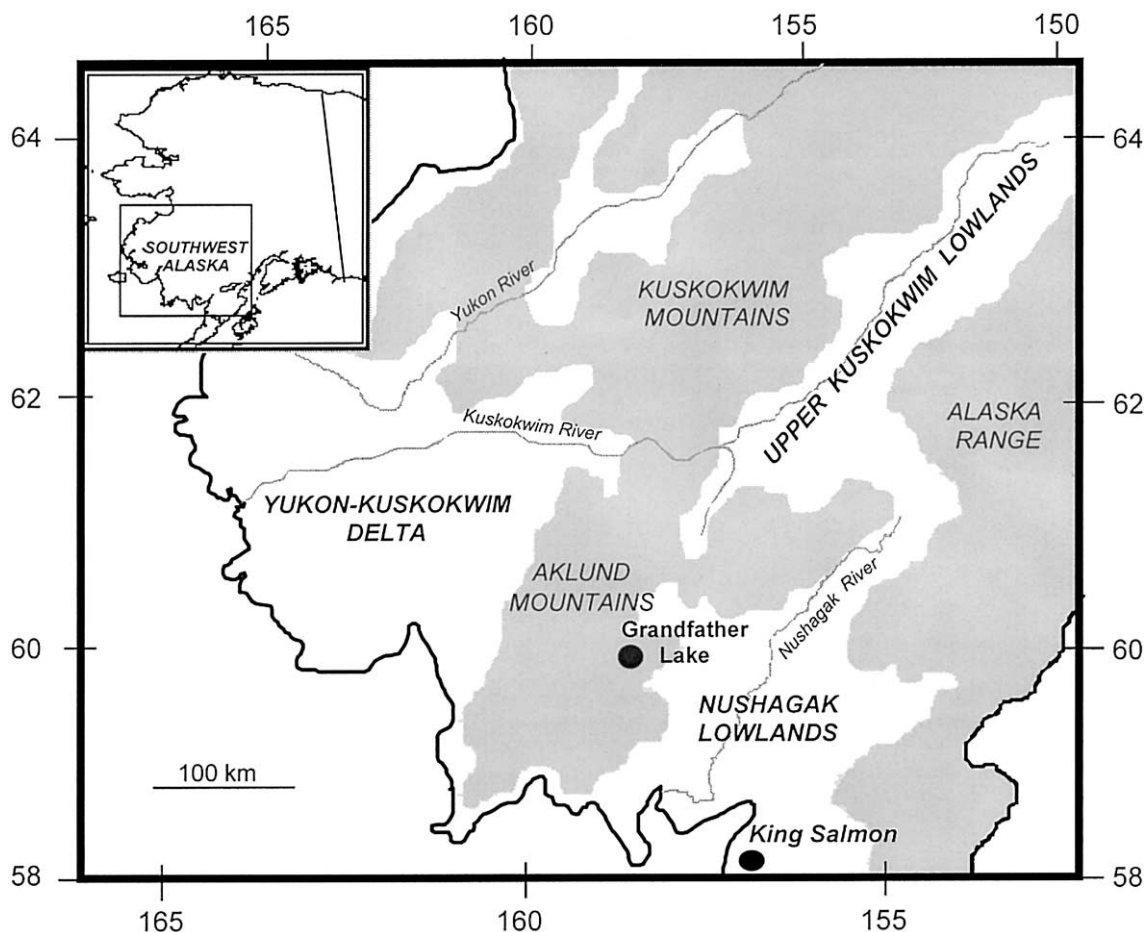 165
160
155
150
64
64
SOUTHWEST
ALASKA
Yukon River
KUSKOKWIM
MOUNTAINS
UPPER KUSKOKWIM LOWLANDS
62
62
Kuskokwim River
ALASKA
RANGE
YUKON-KUSKOKWIM
DELTA
AKLUND
MOUNTAINS
Nushagak River
60
60
Grandfather
Lake
NUSHAGAK
LOWLANDS
100 km
King Salmon
58
58
165
160
155